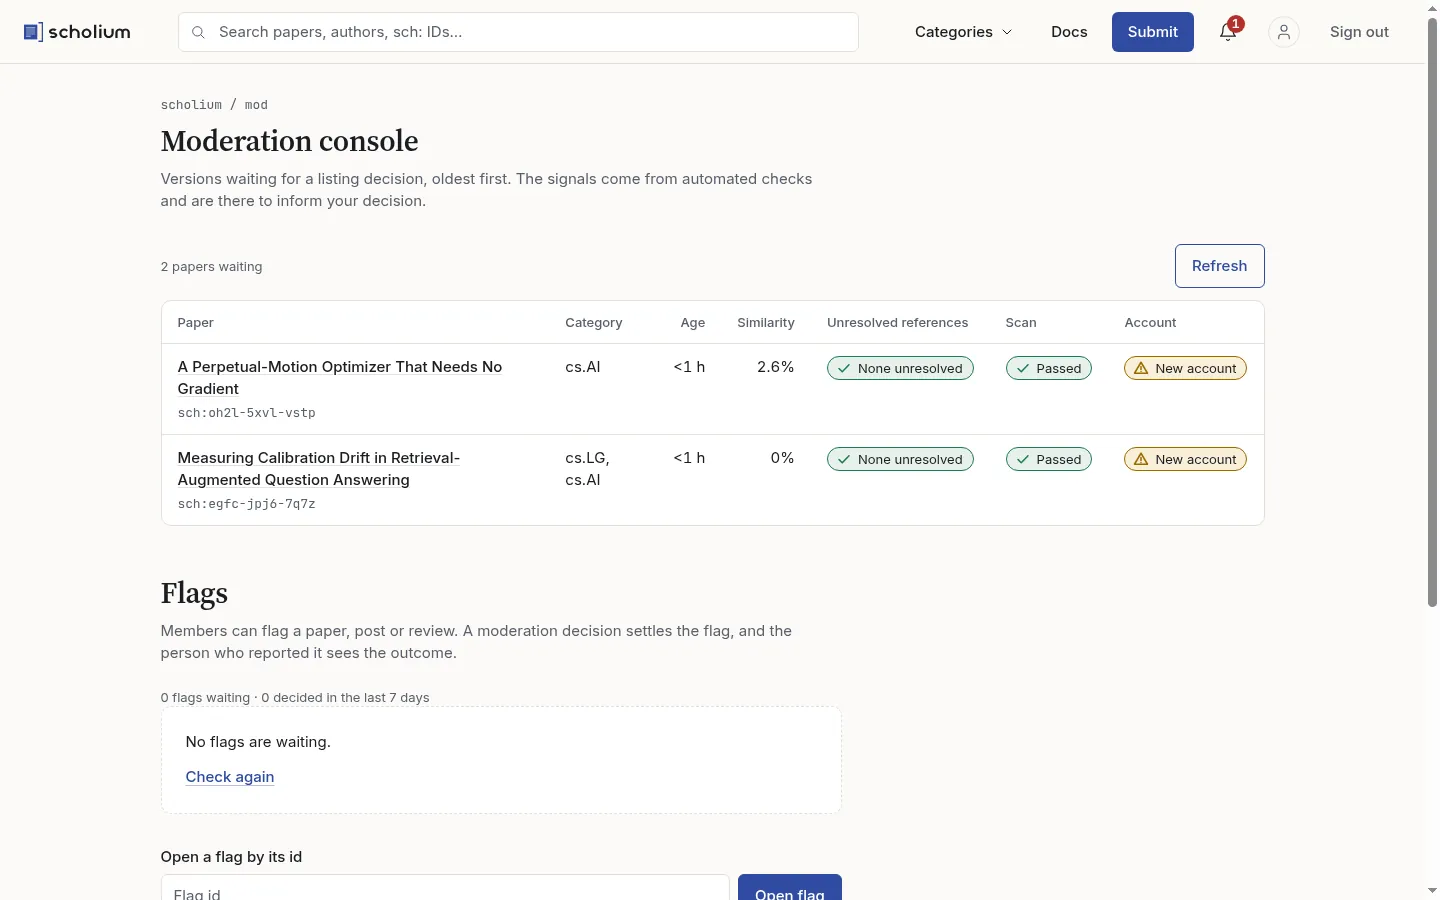 scholium
Search papers, authors, sch: IDs...
Categories
Docs
Submit
1
Sign out
scholium / mod
Moderation console
Versions waiting for a listing decision, oldest first. The signals come from automated checks
and are there to inform your decision.
2 papers waiting
Refresh
Paper Category Age Similarity Unresolved references Scan Account
A Perpetual-Motion Optimizer That Needs No
Gradient
sch:oh2l-5xvl-vstp
cs.AI
<1 h
2.6%
None unresolved
Passed
New account
Measuring Calibration Drift in Retrieval-
Augmented Question Answering
sch:egfc-jpj6-7q7z
cs.LG,
cs.AI
<1 h
0%
None unresolved
Passed
New account
Flags
Members can flag a paper, post or review. A moderation decision settles the flag, and the
person who reported it sees the outcome.
0 flags waiting · 0 decided in the last 7 days
No flags are waiting.
Check again
Open a flag by its id
Flag id
Open flag